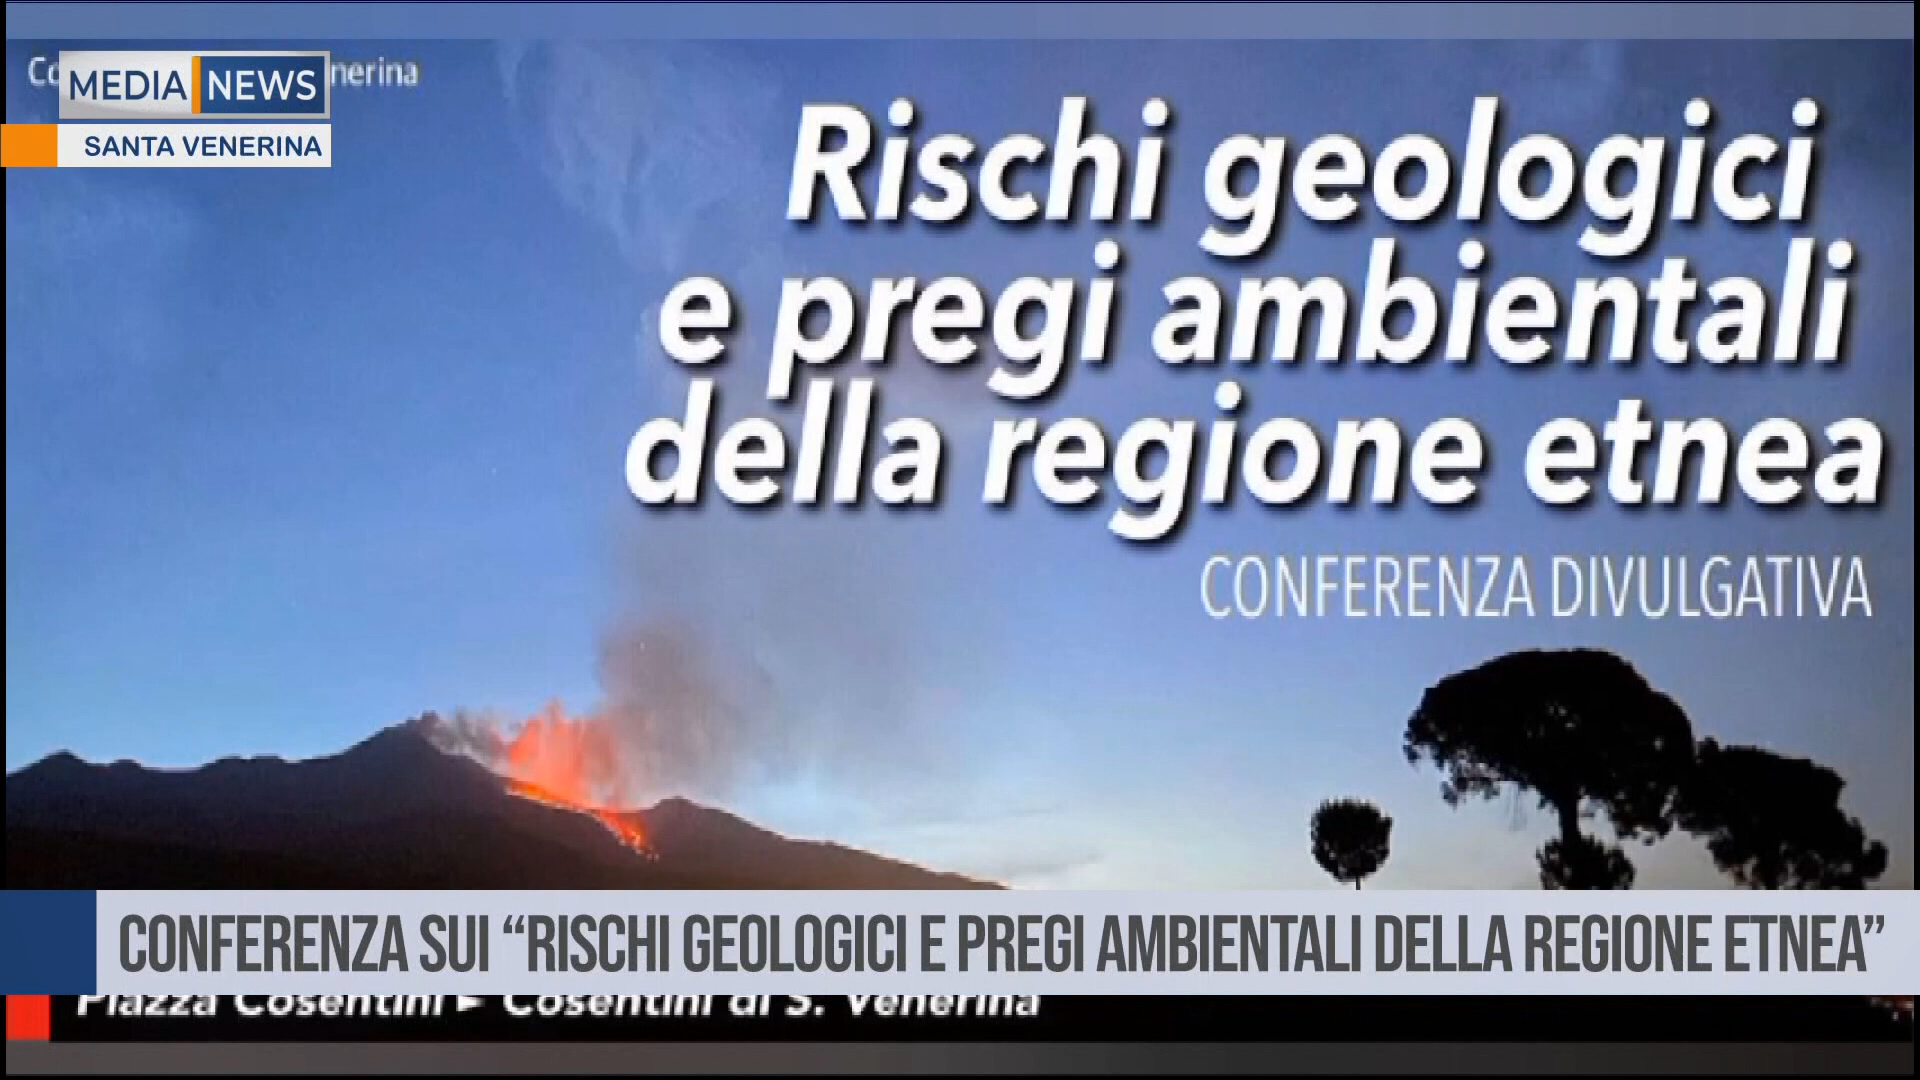 nerina
MEDIA NEWS
SANTA VENERINA
Rischi geologici
e pregi ambientali
della regione etnea
CONFERENZA DIVULGATIVA
CONFERENZA SUI “RISCHI GEOLOGICI E PREGI AMBIENTALI DELLA REGIONE ETNEA”
Piazza Cosentini ► Cosentini di S. Venerina